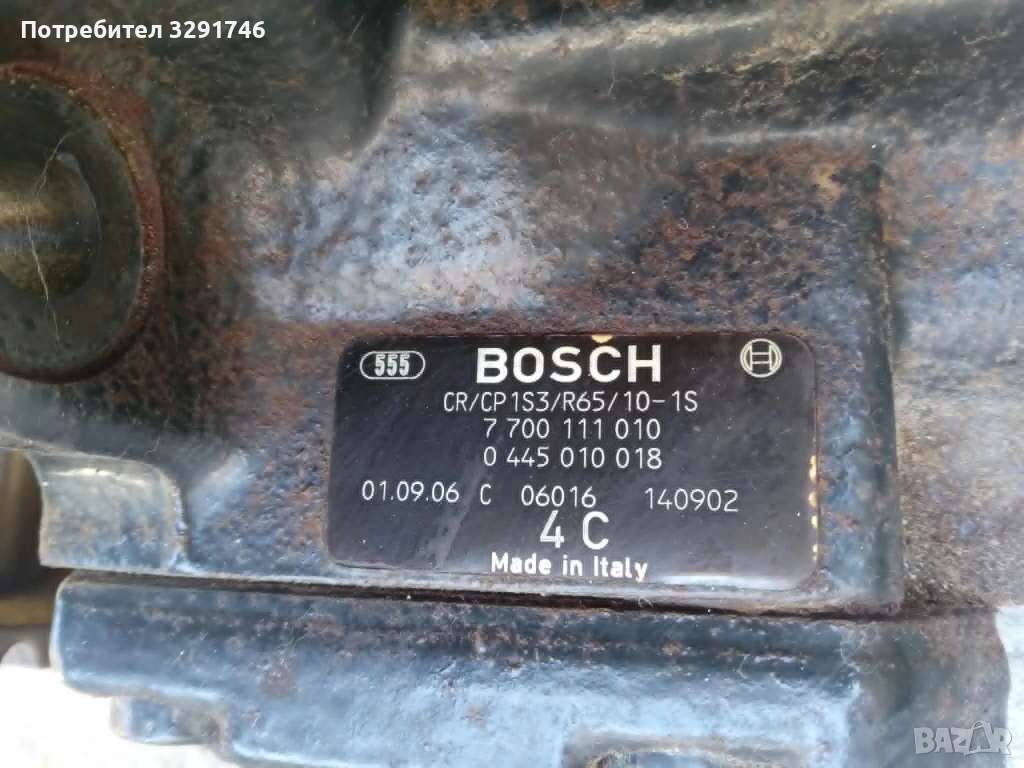 Потребител 3291746
555 BOSCH
CR/CP1S3/R65/10-1S
7 700 111 010
0 445 010 018
01.09.06 C 06016 140902
4 C
Made in Italy
BAZAR